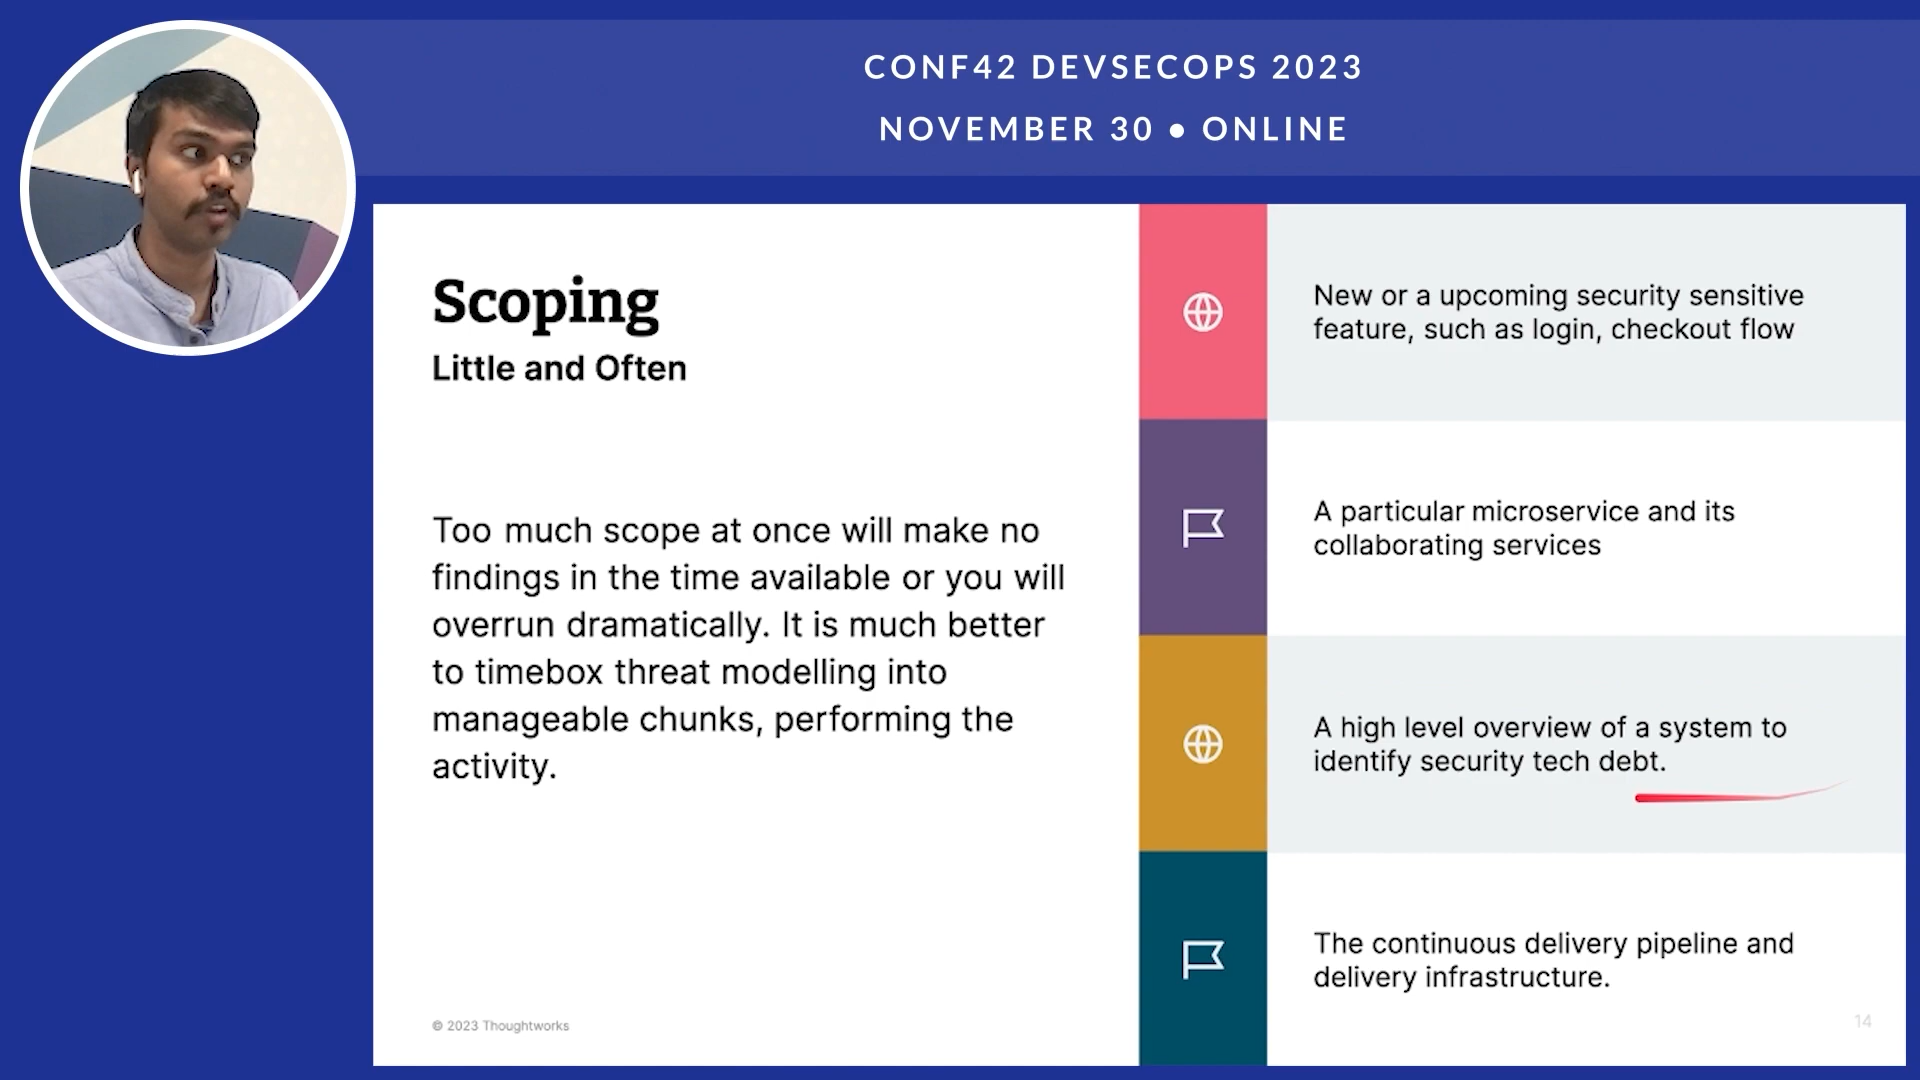 CONF42 DEVSECOPS 2023
NOVEMBER 30 ● ONLINE
Scoping
Little and Often
Too much scope at once will make no
findings in the time available or you will
overrun dramatically. It is much better
to timebox threat modelling into
manageable chunks, performing the
activity.
New or a upcoming security sensitive
feature, such as login, checkout flow
A particular microservice and its
collaborating services
A high level overview of a system to
identify security tech debt.
The continuous delivery pipeline and
delivery infrastructure.
© 2023 Thoughtworks
14